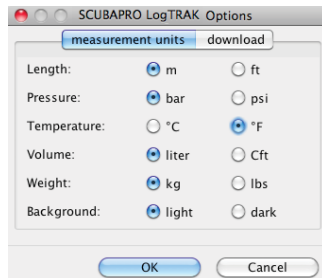 SCUBAPRO LogTRAK Options
measurement units download
Length: m ft
Pressure: bar psi
Temperature: °C °F
Volume: liter Cft
Weight: kg lbs
Background: light dark
OK Cancel